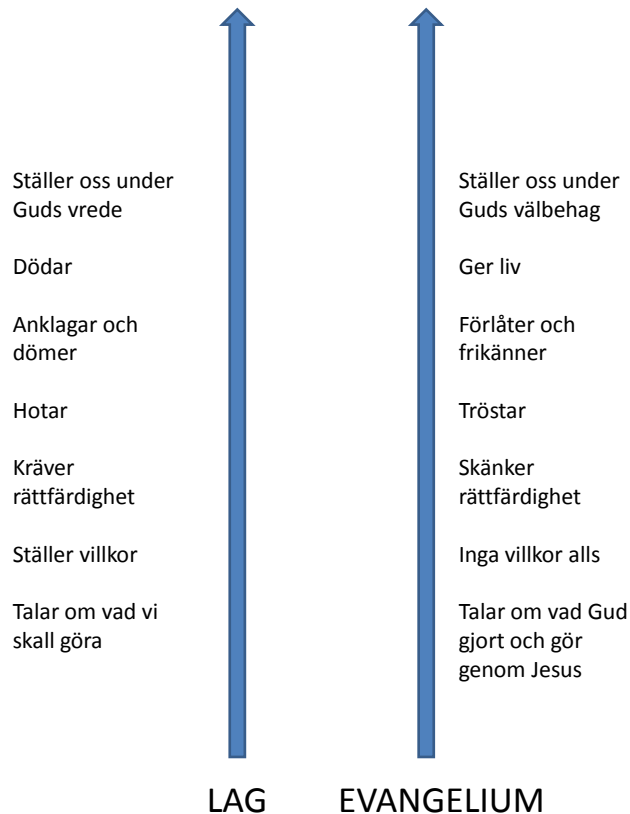 Ställer oss under
Guds vrede
Dödar
Anklagar och
dömer
Hotar
Kräver
rättfärdighet
Ställer villkor
Talar om vad vi
skall göra
Ställer oss under
Guds välbehag
Ger liv
Förlåter och
frikänner
Tröstar
Skänker
rättfärdighet
Inga villkor alls
Talar om vad Gud
gjort och gör
genom Jesus
LAG
EVANGELIUM